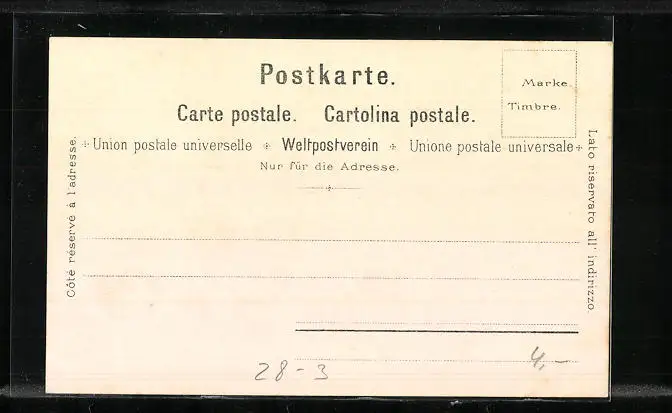 Postkarte.
Marke.
Timbre.
Carte postale. Cartolina postale.
Union postale universelle Weltpostverein Unione postale universale
Nur für die Adresse.
Côté réservé à l'adresse.
Lato riservato all' indirizzo.
28-3
4,-